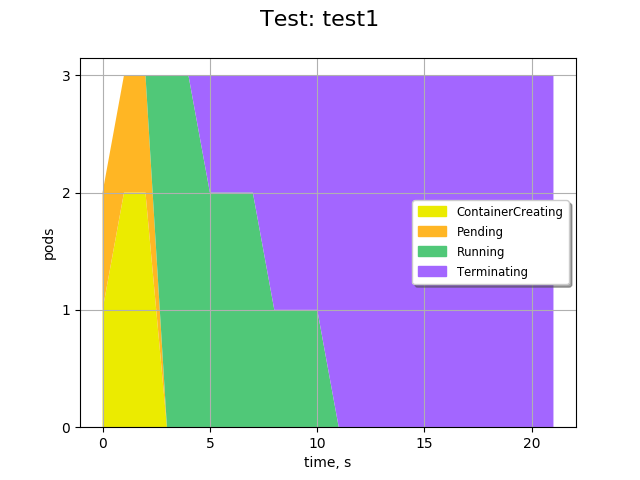 Test: test1
3
2
1
0
pods
ContainerCreating
Pending
Running
Terminating
0 5 10 15 20
time, s